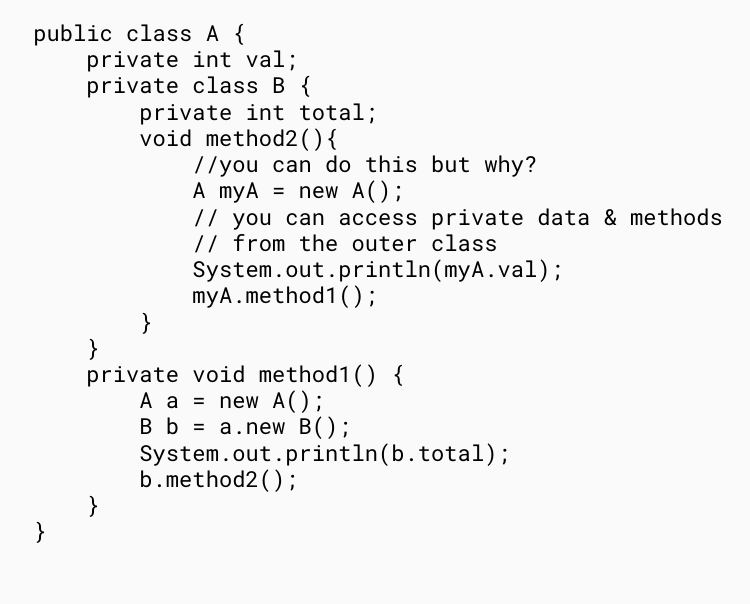 public class A {
    private int val;
    private class B {
        private int total;
        void method2(){
            //you can do this but why?
            A myA = new A();
            // you can access private data & methods
            // from the outer class
            System.out.println(myA.val);
            myA.method1();
        }
    }
    private void method1() {
        A a = new A();
        B b = a.new B();
        System.out.println(b.total);
        b.method2();
    }
}